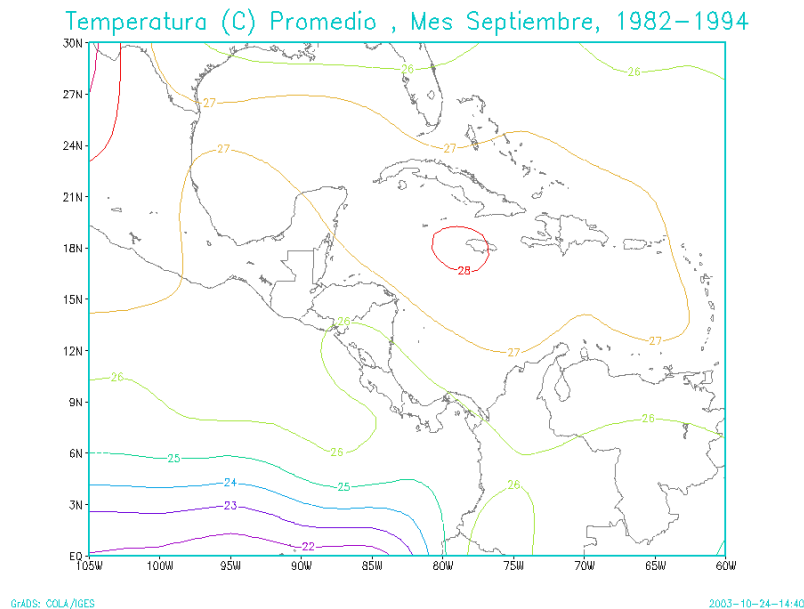 Temperatura (C) Promedio , Mes Septiembre, 1982-1994
30N
26
26
27N
27
24N
27
27
21N
18N
28
15N
26
27
12N
27
26
9N
26
26
6N
25
25
24
26
3N
23
22
EQ
105W 100W 95W 90W 85W 80W 75W 70W 65W 60W
GrADS: COLA/IGES 2003-10-24-14:40